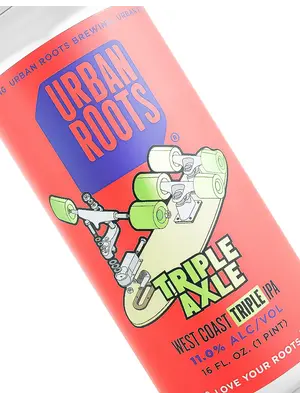 URBAN ROOTS BREWIN
URBAN
URBAN
ROOTS
®
TRIPLE
AXLE
WEST COAST TRIPLE IPA
11.0% ALC/VOL
16 FL. OZ. (1 PINT)
LOVE YOUR ROOTS